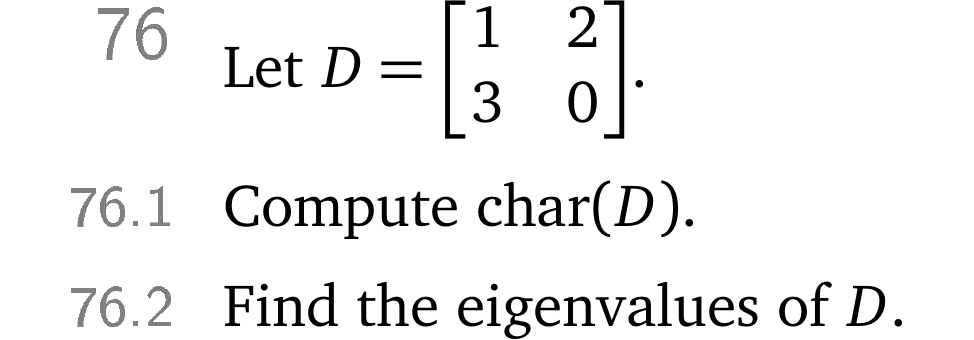 76 Let D = [1 2
3 0].
76.1 Compute char(D).
76.2 Find the eigenvalues of D.